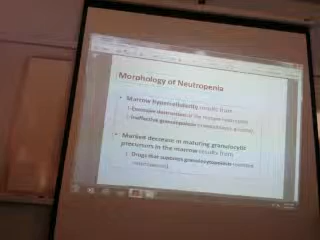 Morphology of Neutropenia
• Marrow hypercellularity results from
- Excessive destruction of the mature neutrophils
- Ineffective granulopoiesis
• Marked decrease in maturing granulocytic
precursors in the marrow results from
- Drugs that suppress granulocytopoiesis